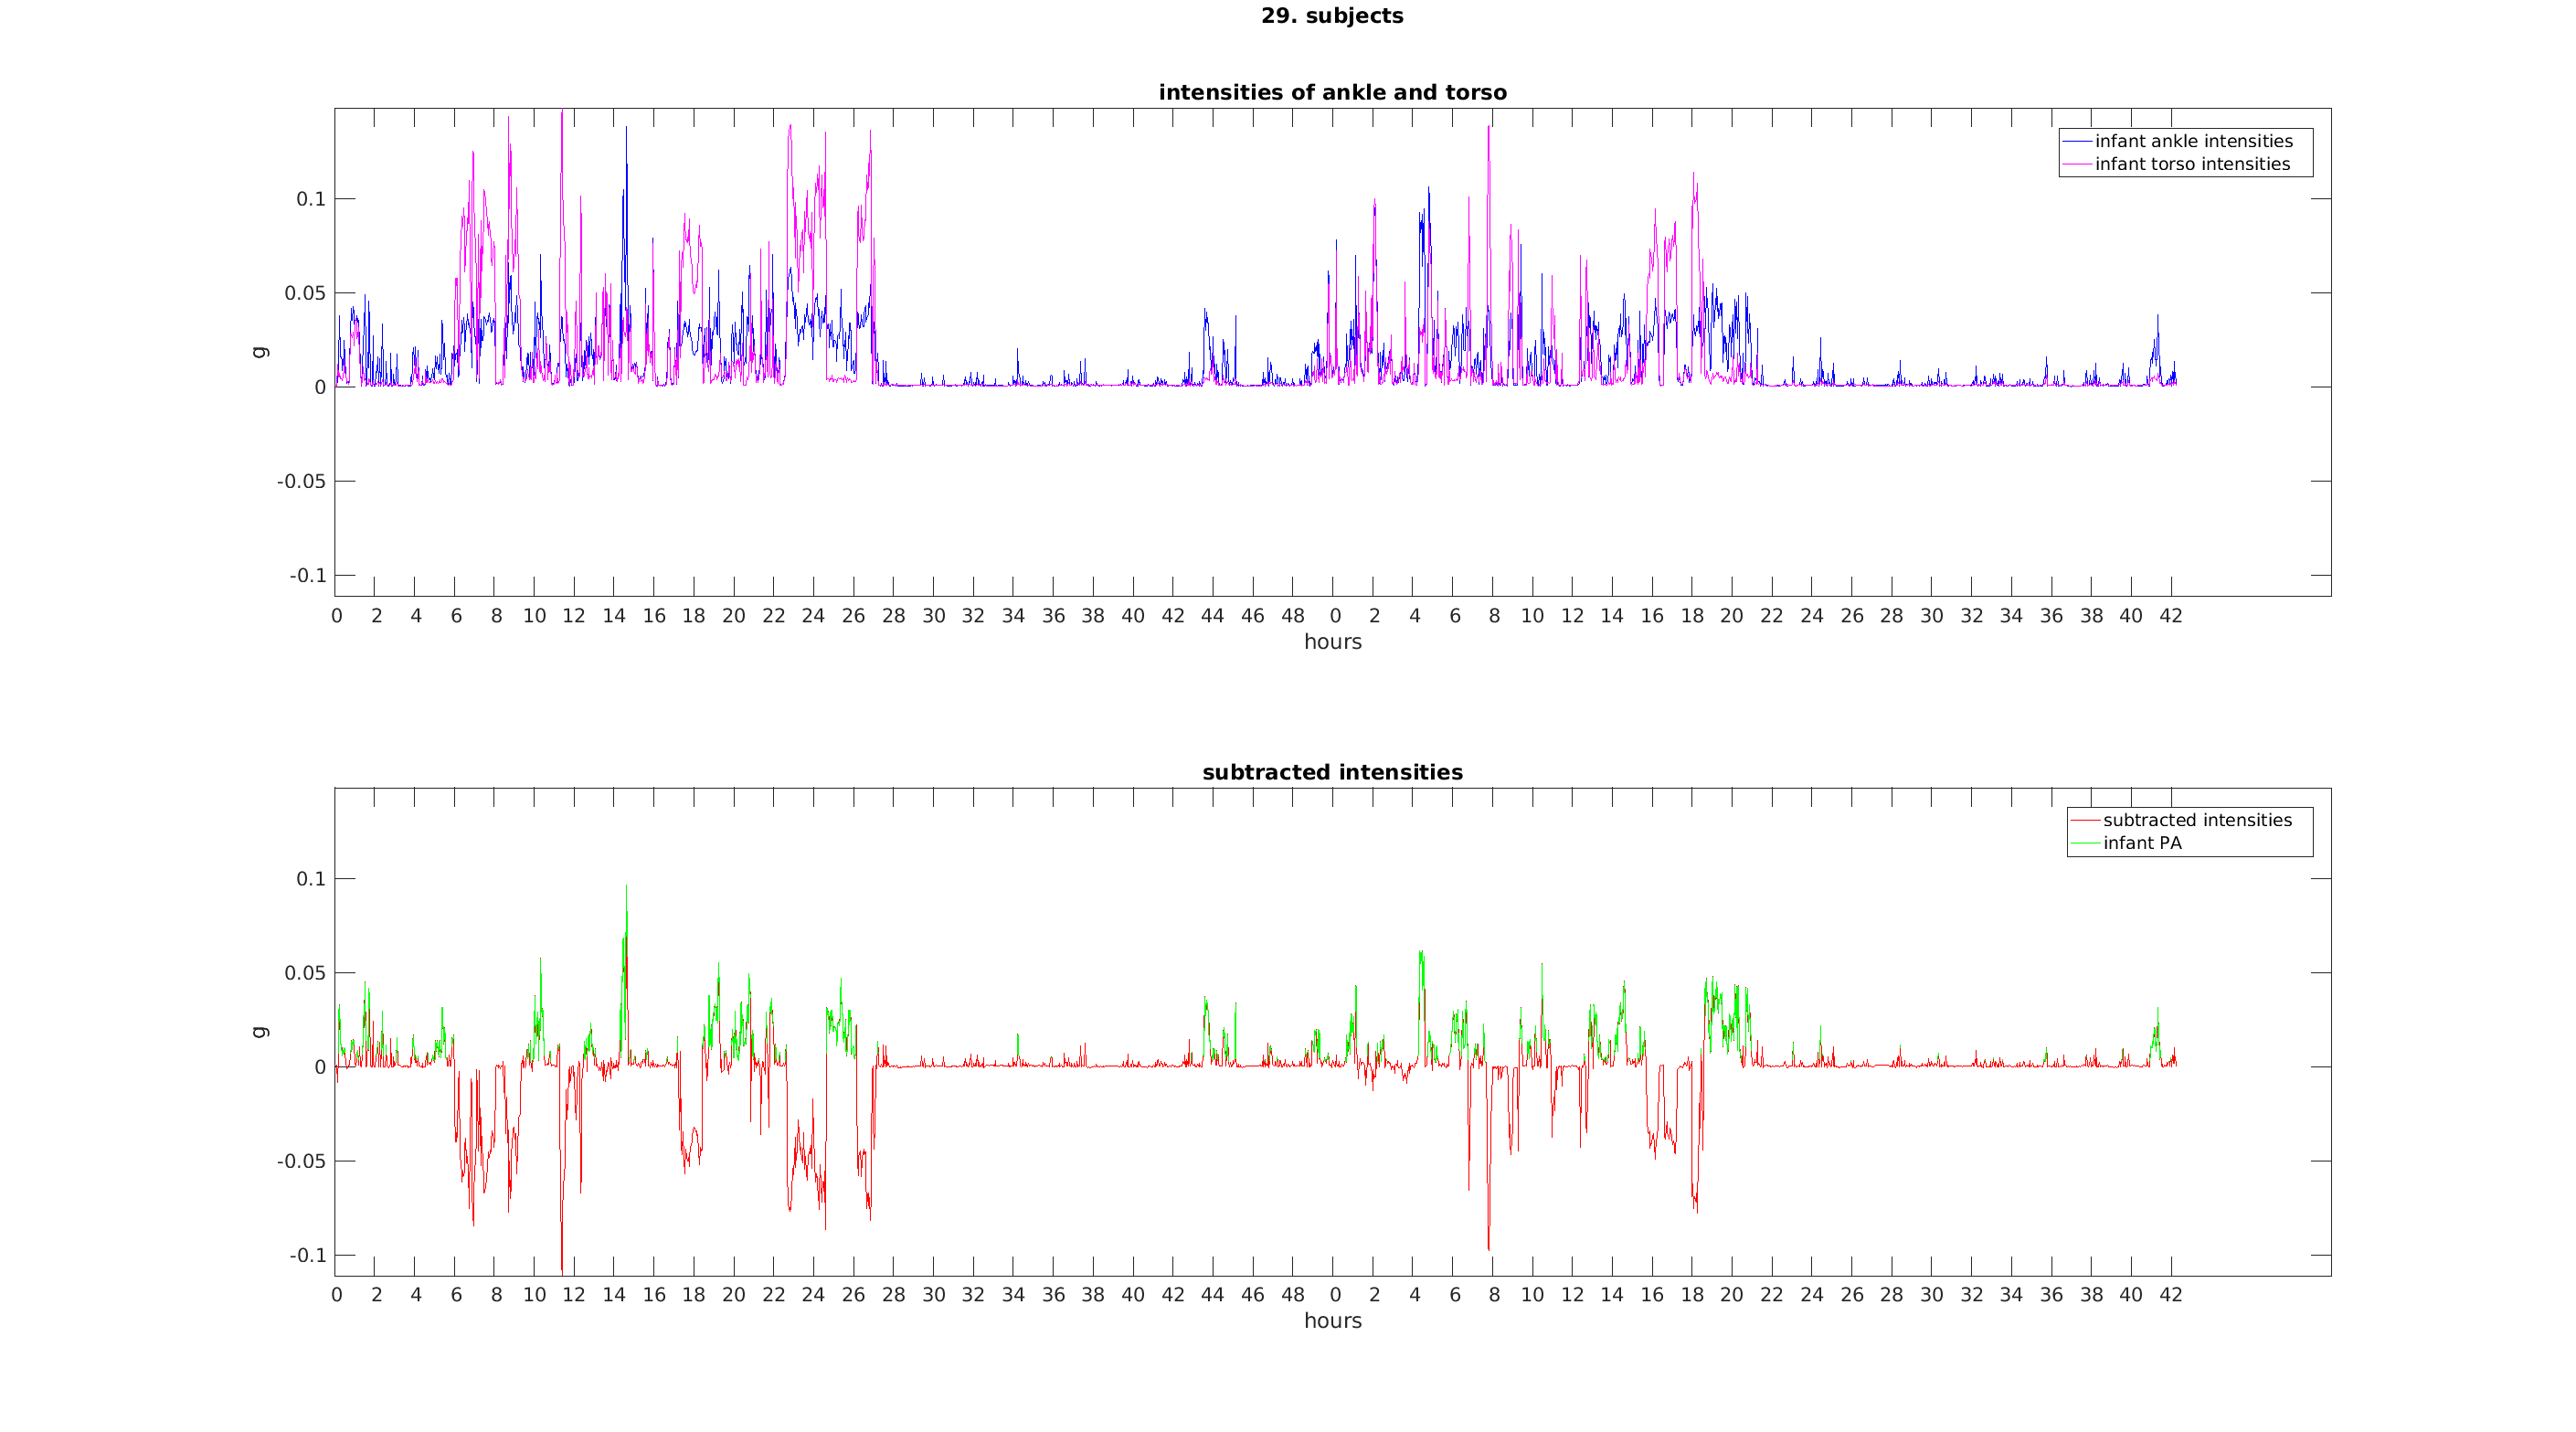 29. subjects
intensities of ankle and torso
infant ankle intensities
infant torso intensities
0.1
0.05
0
-0.05
-0.1
g
0 2 4 6 8 10 12 14 16 18 20 22 24 26 28 30 32 34 36 38 40 42 44 46 48 0 2 4 6 8 10 12 14 16 18 20 22 24 26 28 30 32 34 36 38 40 42
hours
subtracted intensities
subtracted intensities
infant PA
0.1
0.05
0
-0.05
-0.1
g
0 2 4 6 8 10 12 14 16 18 20 22 24 26 28 30 32 34 36 38 40 42 44 46 48 0 2 4 6 8 10 12 14 16 18 20 22 24 26 28 30 32 34 36 38 40 42
hours